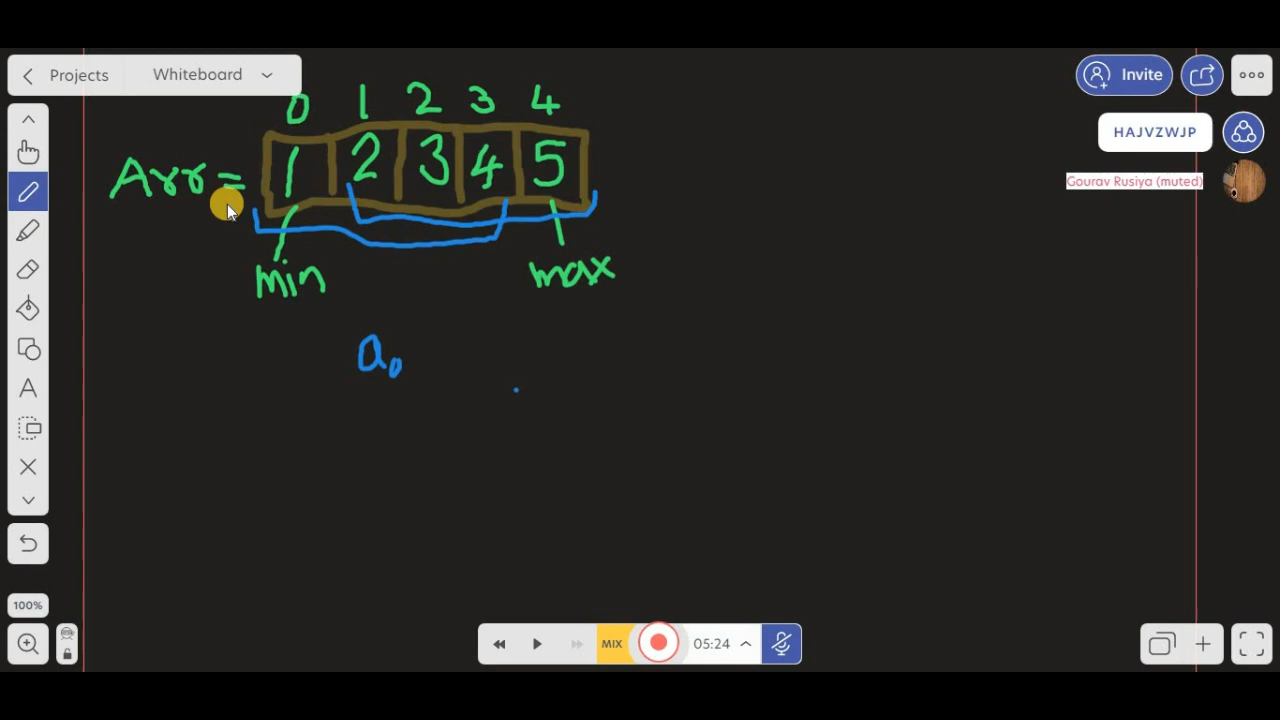 Projects Whiteboard
Invite
0 1 2 3 4
HAJVZWJP
Arr= 1 2 3 4 5
Gourav Rusiya (muted)
min max
a0
A
100%
MIX 05:24